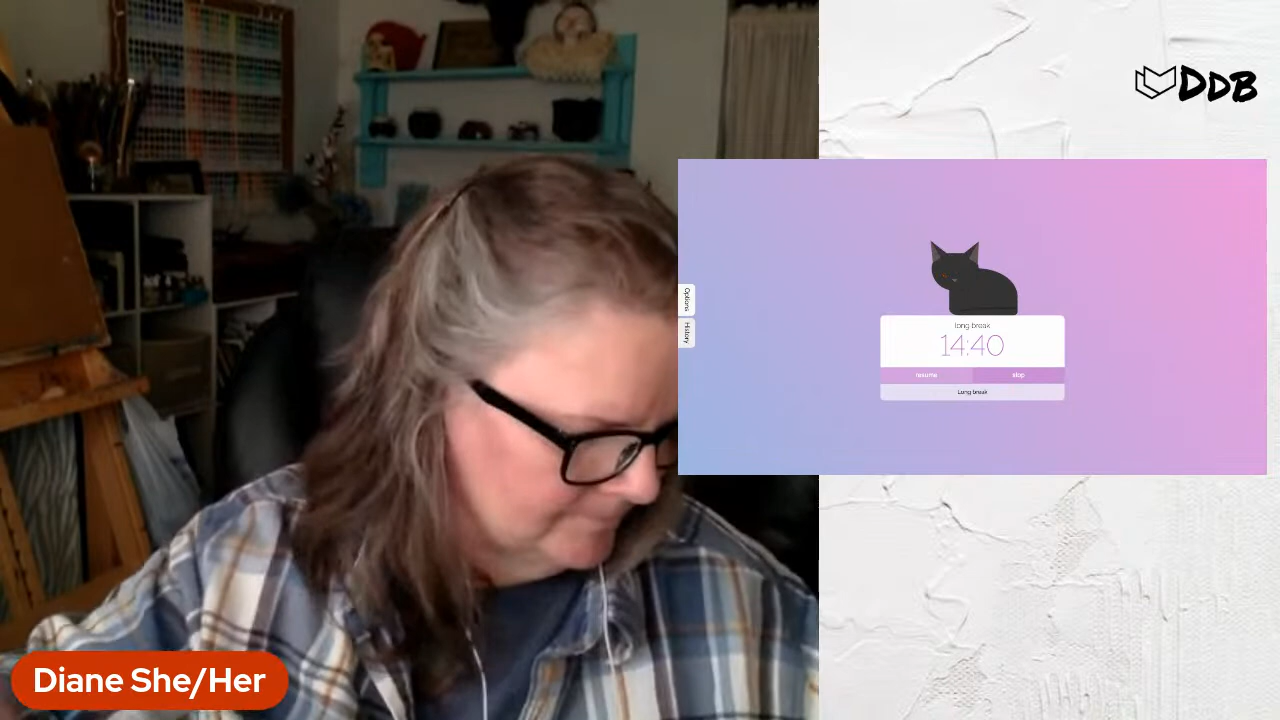 DDB
Options
History
long break
14:40
resume
stop
Long break
Diane She/Her